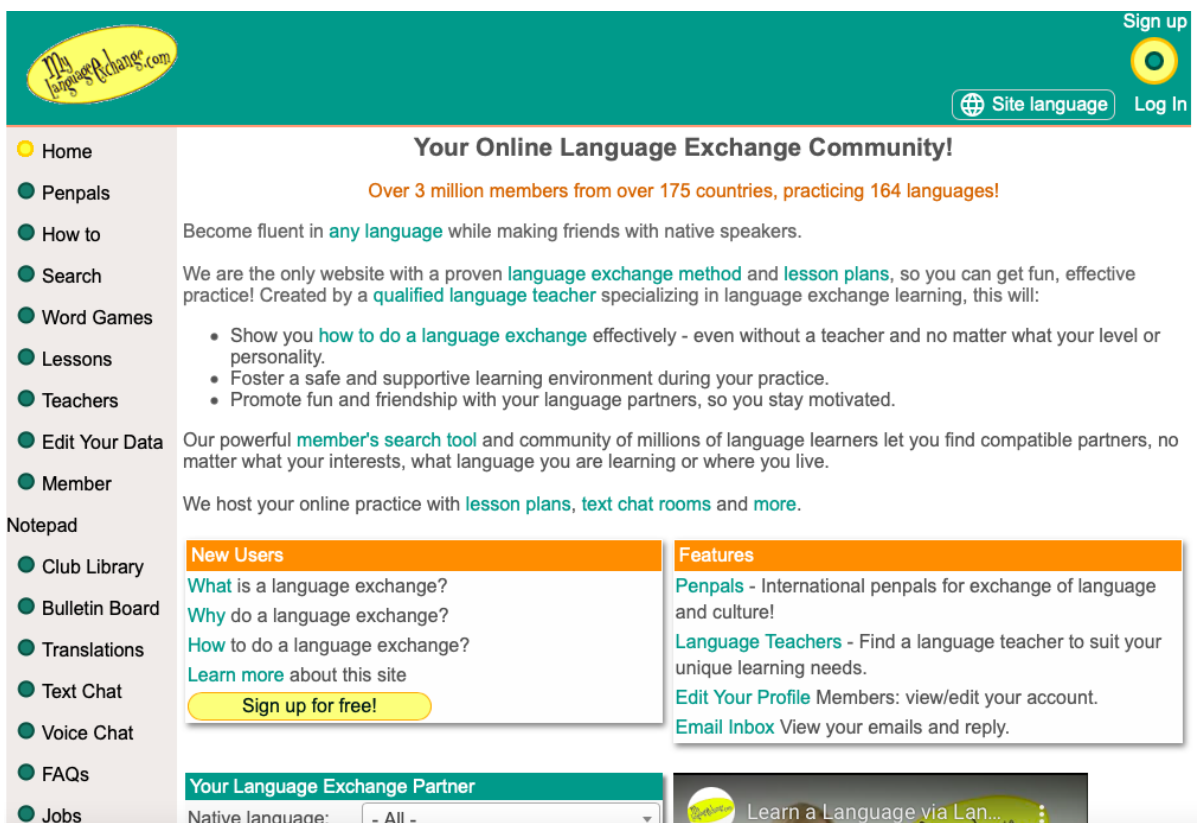 My
LanguageExchange.com
Sign up
Site language
Log In
Home
Penpals
How to
Search
Word Games
Lessons
Teachers
Edit Your Data
Member
Notepad
Club Library
Bulletin Board
Translations
Text Chat
Voice Chat
FAQs
Jobs
Your Online Language Exchange Community!
Over 3 million members from over 175 countries, practicing 164 languages!
Become fluent in any language while making friends with native speakers.
We are the only website with a proven language exchange method and lesson plans, so you can get fun, effective
practice! Created by a qualified language teacher specializing in language exchange learning, this will:
• Show you how to do a language exchange effectively - even without a teacher and no matter what your level or
personality.
• Foster a safe and supportive learning environment during your practice.
• Promote fun and friendship with your language partners, so you stay motivated.
Our powerful member's search tool and community of millions of language learners let you find compatible partners, no
matter what your interests, what language you are learning or where you live.
We host your online practice with lesson plans, text chat rooms and more.
New Users
What is a language exchange?
Why do a language exchange?
How to do a language exchange?
Learn more about this site
Sign up for free!
Features
Penpals - International penpals for exchange of language
and culture!
Language Teachers - Find a language teacher to suit your
unique learning needs.
Edit Your Profile Members: view/edit your account.
Email Inbox View your emails and reply.
Your Language Exchange Partner
Native language: - All -
Learn a Language via Lan...